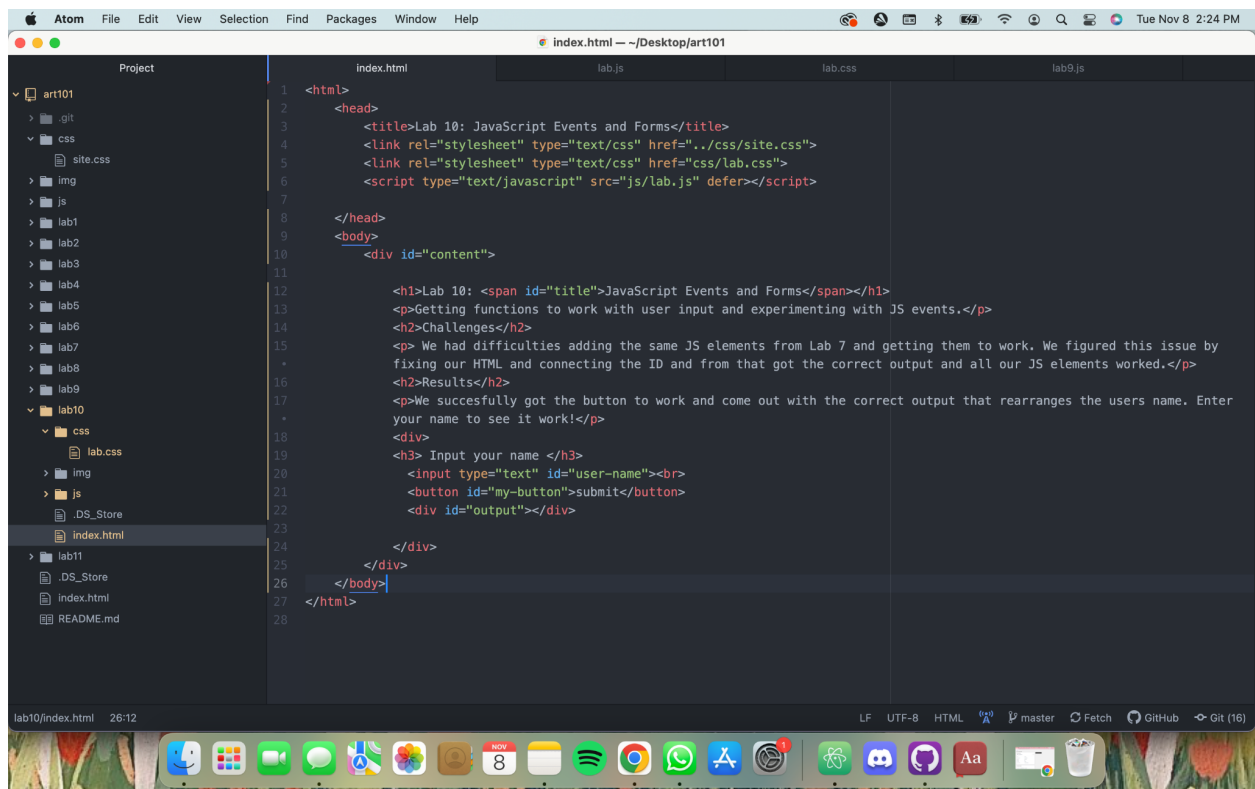 Atom File Edit View Selection Find Packages Window Help Tue Nov 8 2:24 PM
index.html — ~/Desktop/art101
Project
index.html lab.js lab.css lab9.js
art101
.git
css
site.css
img
js
lab1
lab2
lab3
lab4
lab5
lab6
lab7
lab8
lab9
lab10
css
lab.css
img
js
.DS_Store
index.html
lab11
.DS_Store
index.html
README.md
1 <html>
2 <head>
3 <title>Lab 10: JavaScript Events and Forms</title>
4 <link rel="stylesheet" type="text/css" href="../css/site.css">
5 <link rel="stylesheet" type="text/css" href="css/lab.css">
6 <script type="text/javascript" src="js/lab.js" defer></script>
7
8 </head>
9 <body>
10 <div id="content">
11
12 <h1>Lab 10: <span id="title">JavaScript Events and Forms</span></h1>
13 <p>Getting functions to work with user input and experimenting with JS events.</p>
14 <h2>Challenges</h2>
15 <p> We had difficulties adding the same JS elements from Lab 7 and getting them to work. We figured this issue by
• fixing our HTML and connecting the ID and from that got the correct output and all our JS elements worked.</p>
16 <h2>Results</h2>
17 <p>We succesfully got the button to work and come out with the correct output that rearranges the users name. Enter
• your name to see it work!</p>
18 <div>
19 <h3> Input your name </h3>
20 <input type="text" id="user-name"><br>
21 <button id="my-button">submit</button>
22 <div id="output"></div>
23
24 </div>
25 </div>
26 </body>
27 </html>
28
lab10/index.html 26:12 LF UTF-8 HTML master Fetch GitHub Git (16)
NOV
8
1
Aa